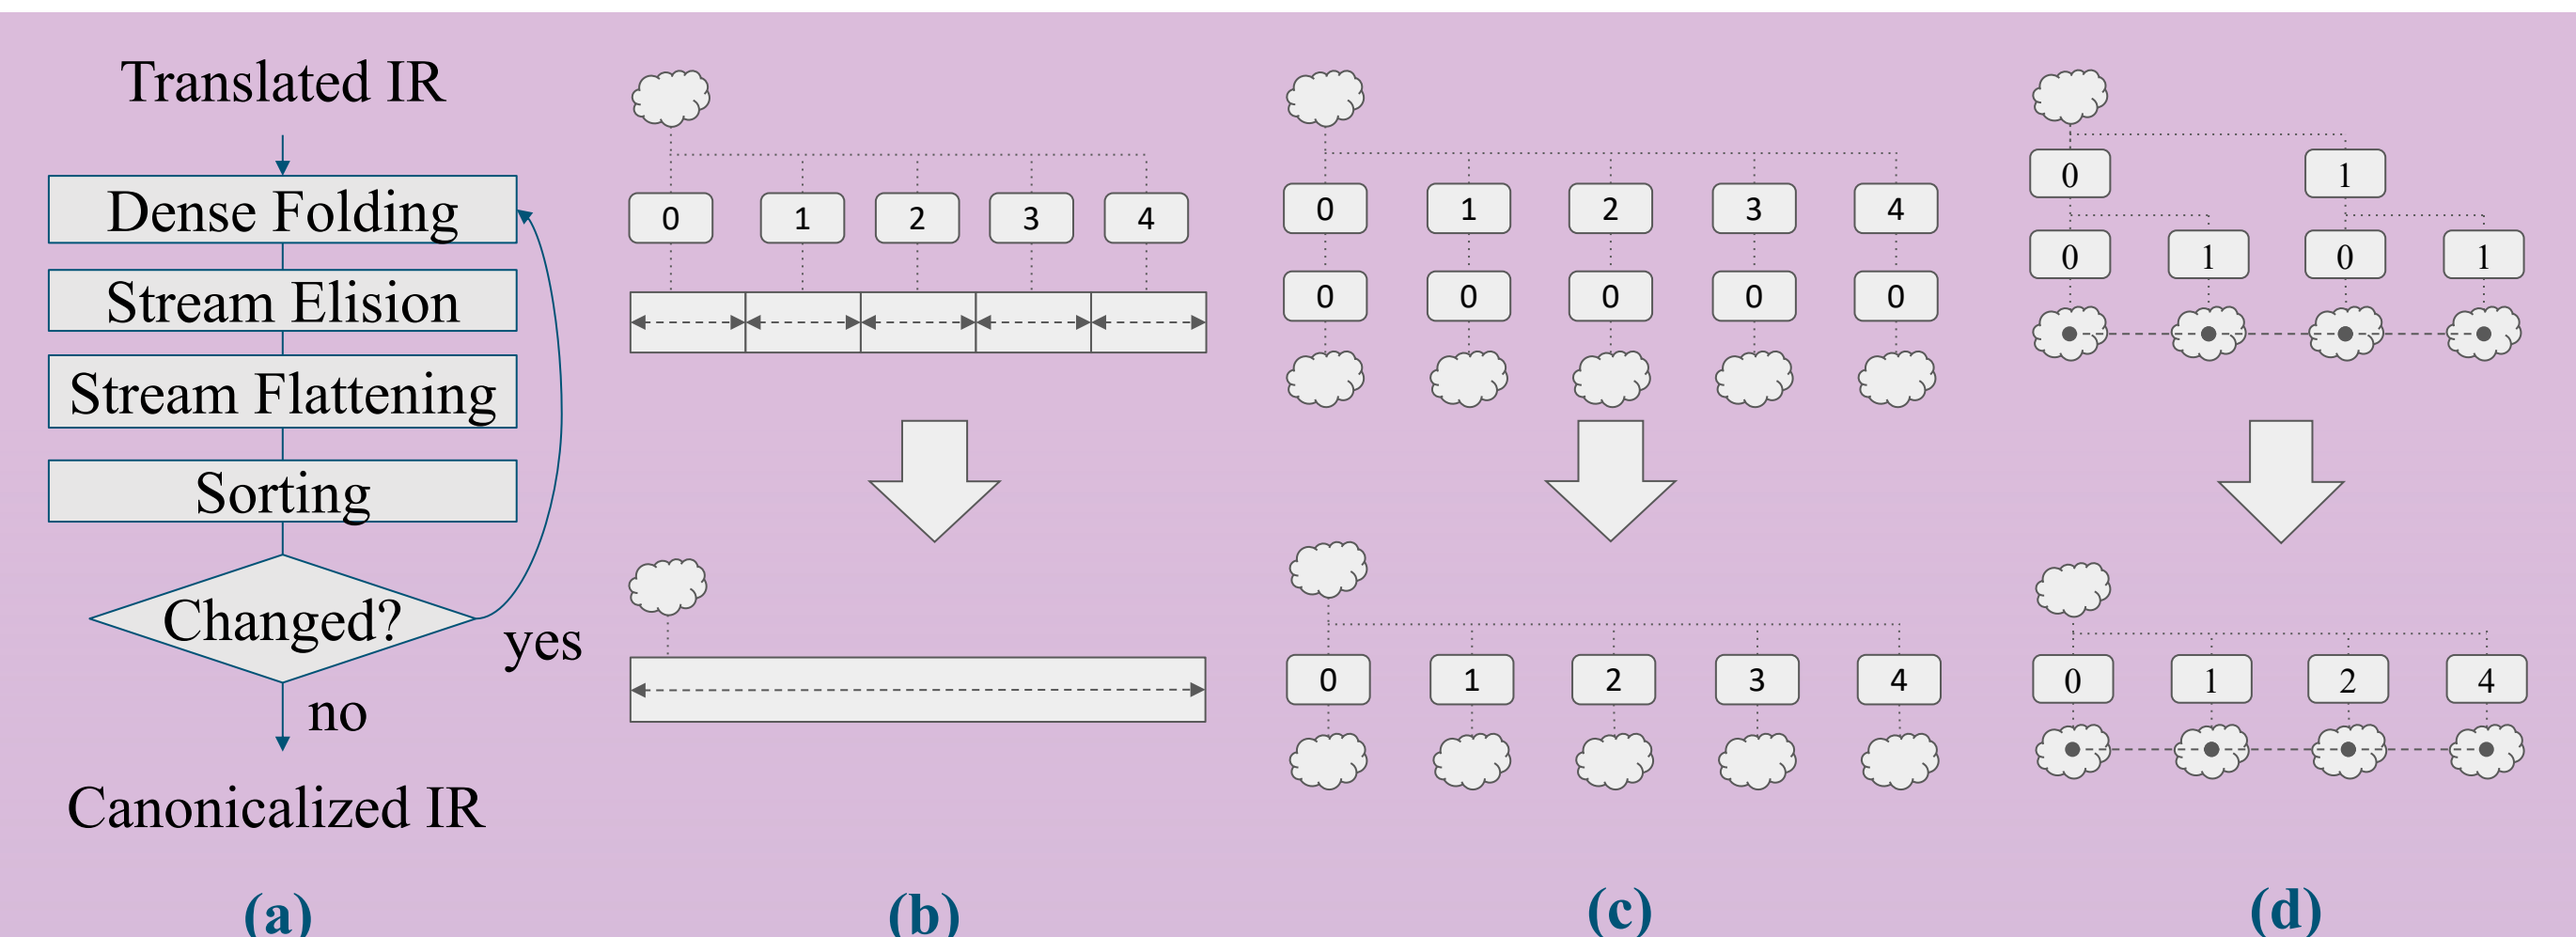 Translated IR
Dense Folding
Stream Elision
Stream Flattening
Sorting
Changed?
yes
no
Canonicalized IR
(a)
0 1 2 3 4
(b)
0 1 2 3 4
0 0 0 0 0
0 1 2 3 4
(c)
0 1
0 1 0 1
0 1 2 4
(d)